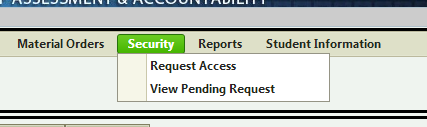 ASSESSMENT & ACCOUNTABILITY
Material Orders Security Reports Student Information
Request Access
View Pending Request